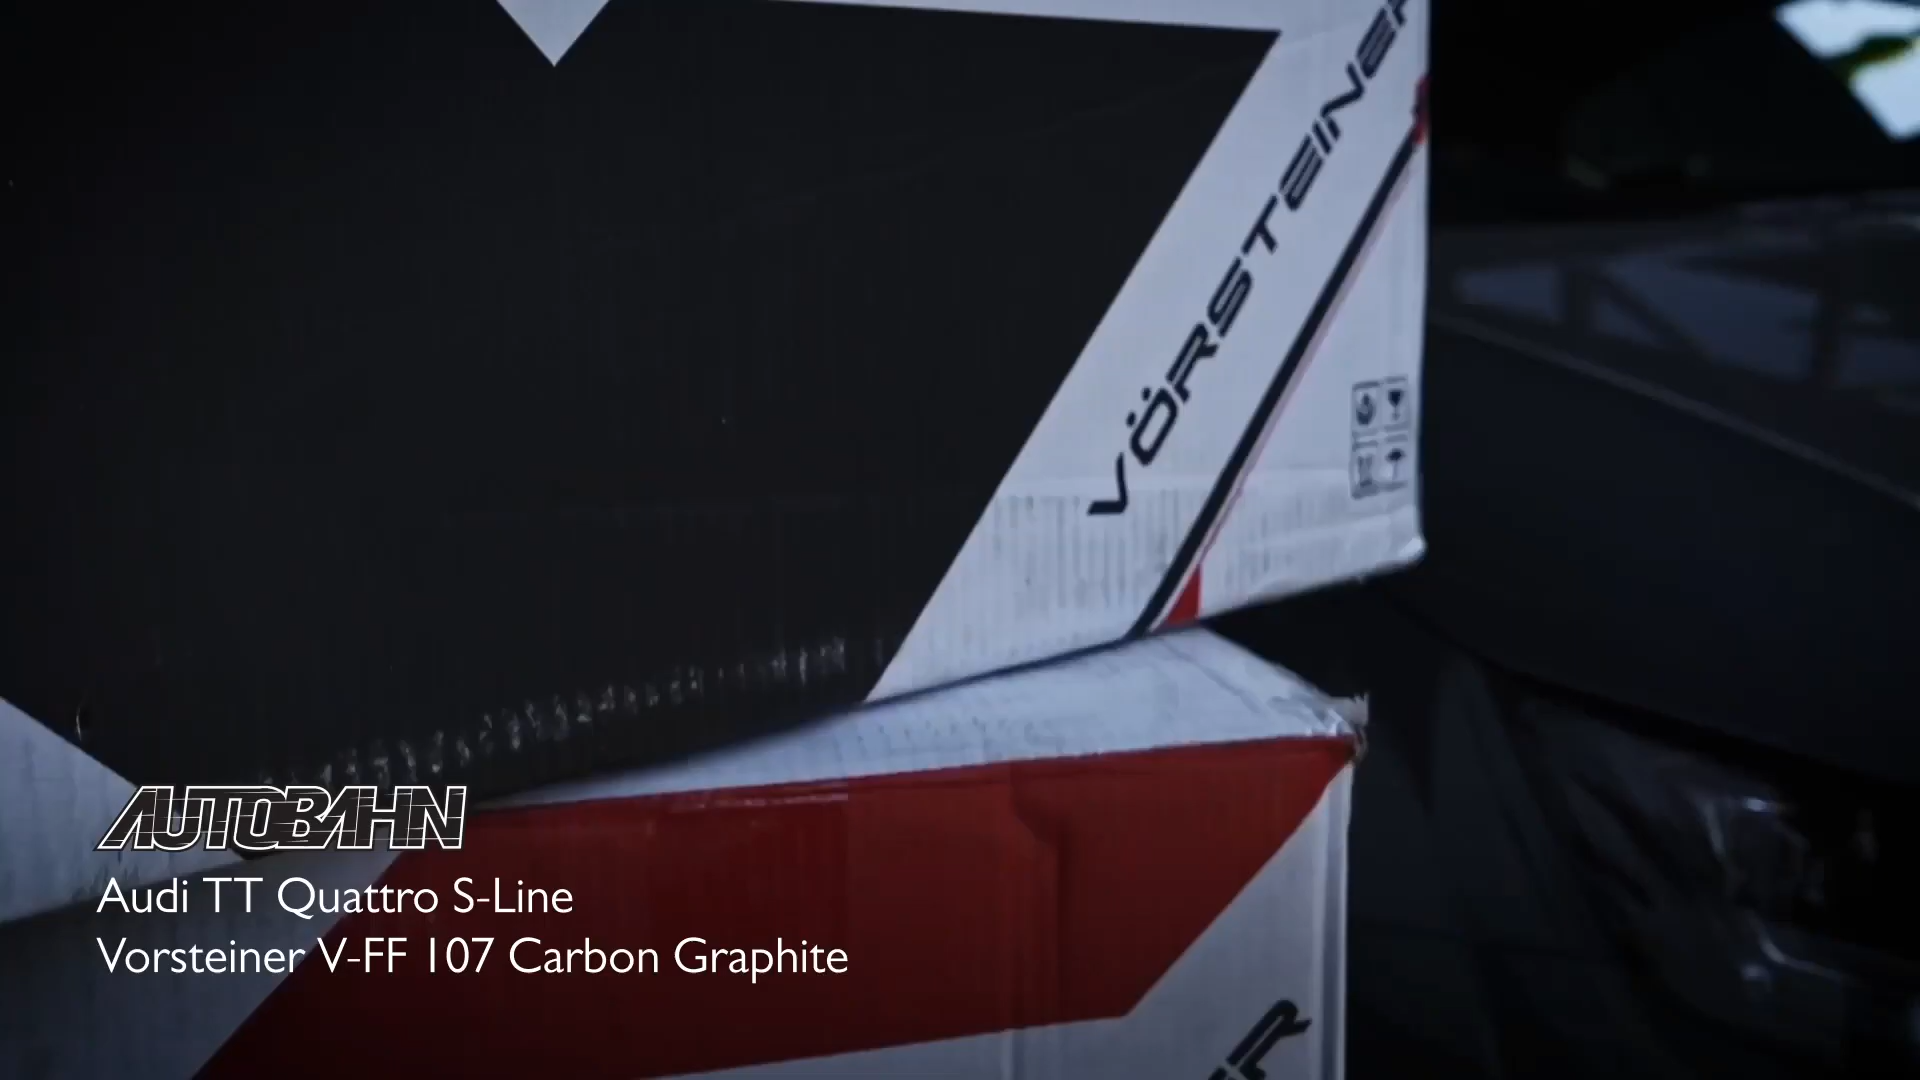 VÖRSTEINER
AUTOBAHN
Audi TT Quattro S-Line
Vorsteiner V-FF 107 Carbon Graphite